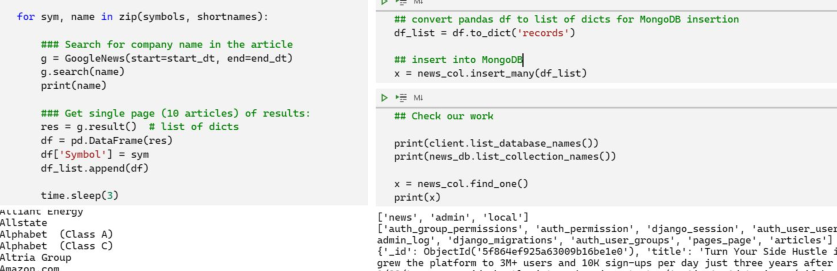 for sym, name in zip(symbols, shortnames):
### Search for company name in the article
g = GoogleNews(start=start_dt, end=end_dt)
g.search(name)
print(name)
### Get single page (10 articles) of results:
res = g.result()  # list of dicts
df = pd.DataFrame(res)
df['Symbol'] = sym
df_list.append(df)
time.sleep(3)
Alliant Energy
Allstate
Alphabet  (Class A)
Alphabet  (Class C)
Altria Group
Amazon.com
## convert pandas df to list of dicts for MongoDB insertion
df_list = df.to_dict('records')
## insert into MongoDB
x = news_col.insert_many(df_list)
M↓
## Check our work
print(client.list_database_names())
print(news_db.list_collection_names())
x = news_col.find_one()
print(x)
['news', 'admin', 'local']
['auth_group_permissions', 'auth_permission', 'django_session', 'auth_user_user
admin_log', 'django_migrations', 'auth_user_groups', 'pages_page', 'articles']
{'_id': ObjectId('5f864ef925a63009b16be1e0'), 'title': 'Turn Your Side Hustle i
grew the platform to 3M+ users and 10K sign-ups per day just three years after